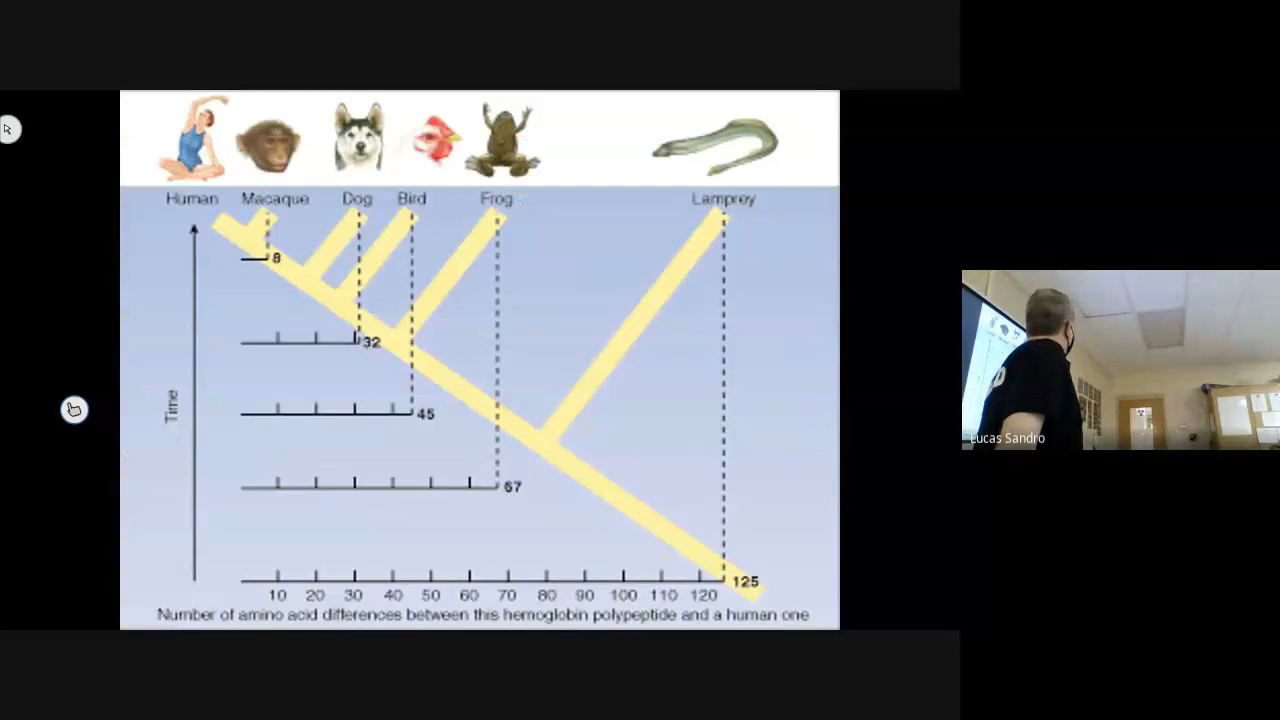 Human Macaque Dog Bird Frog Lamprey
8
32
45
67
125
Time
10 20 30 40 50 60 70 80 90 100 110 120
Number of amino acid differences between this hemoglobin polypeptide and a human one
Lucas Sandro